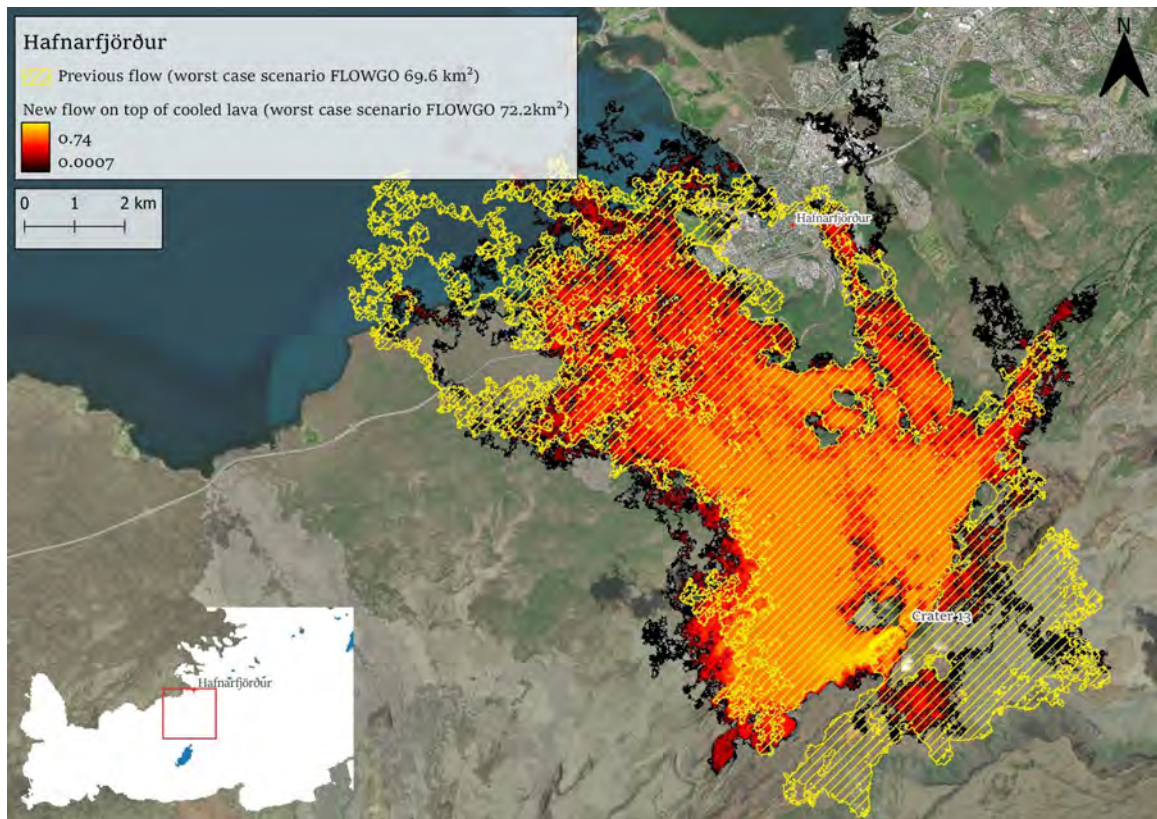 Hafnarfjörður
Previous flow (worst case scenario FLOWGO 69.6 km²)
New flow on top of cooled lava (worst case scenario FLOWGO 72.2km²)
0.74
0.0007
0 1 2 km
N
Hafnarfjörður
Crater 13
Hafnarfjörður